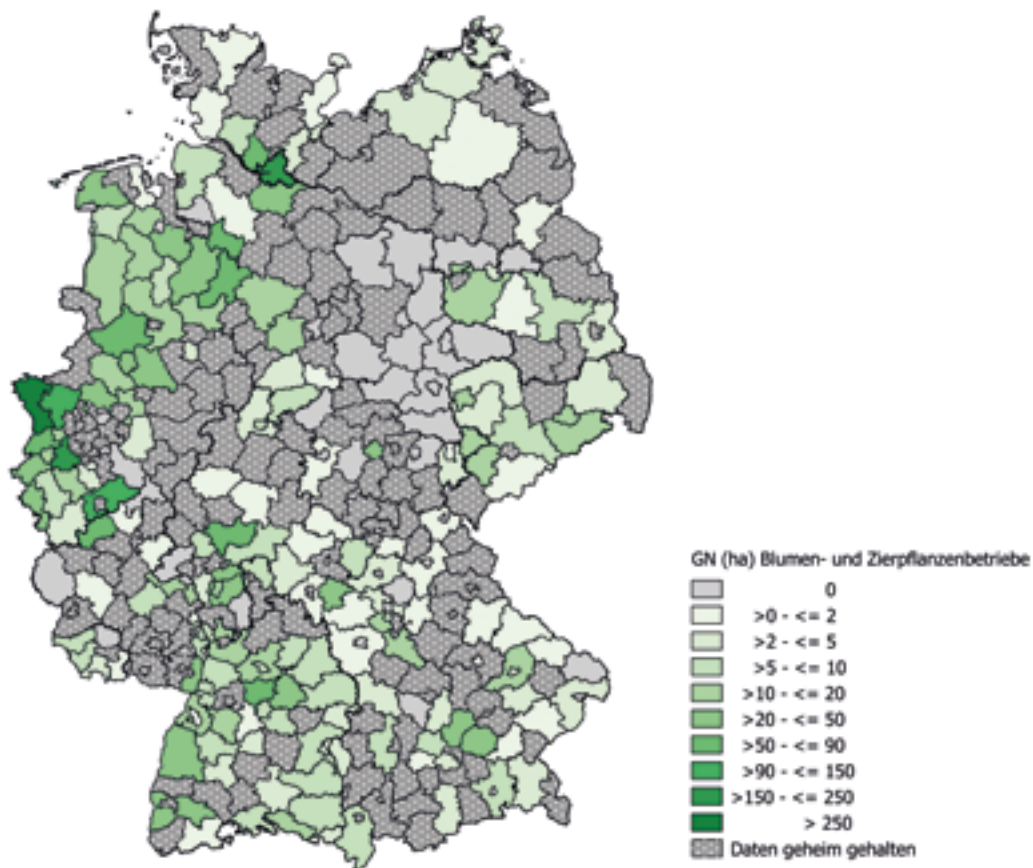 GN (ha) Blumen- und Zierpflanzenbetriebe
0
>0 - <= 2
>2 - <= 5
>5 - <= 10
>10 - <= 20
>20 - <= 50
>50 - <= 90
>90 - <= 150
>150 - <= 250
> 250
Daten geheim gehalten